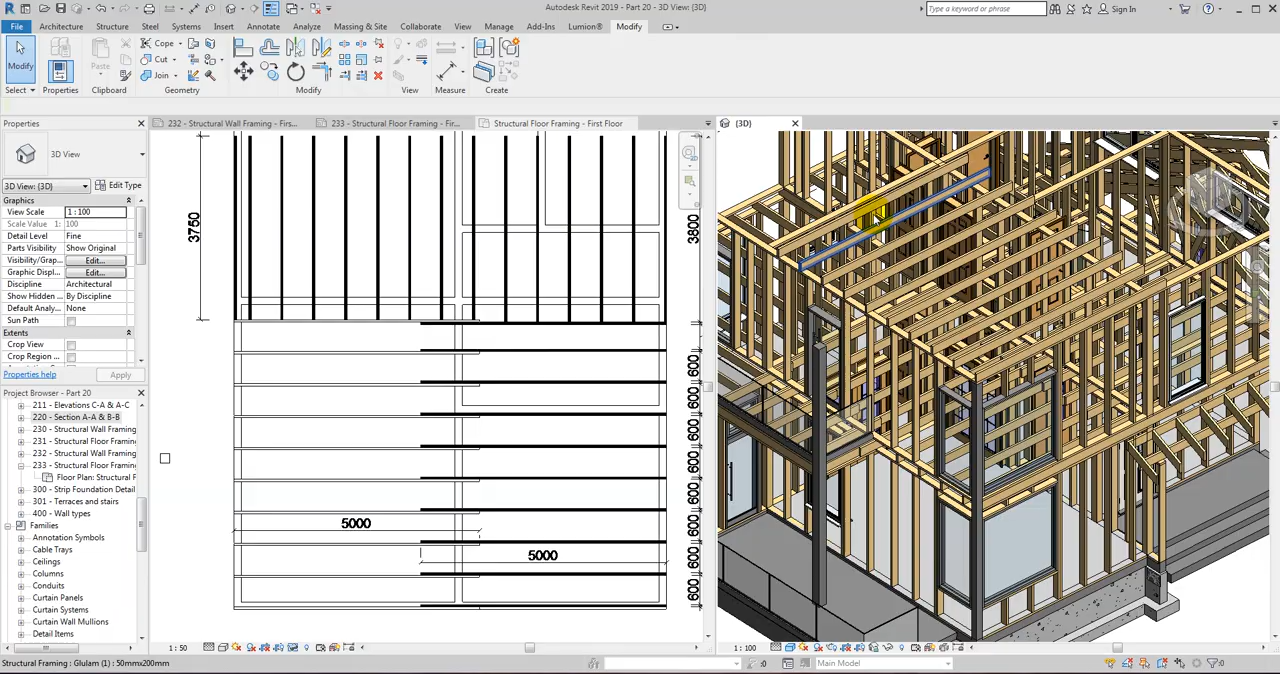 Autodesk Revit 2019 - Part 20 - 3D View: {3D}
Type a keyword or phrase
Sign In
File Architecture Structure Steel Systems Insert Annotate Analyze Massing & Site Collaborate View Manage Add-Ins Lumion® Modify
Modify
Properties
Paste
Cope
Cut
Join
Select Properties Clipboard Geometry Modify View Measure Create
Properties
232 - Structural Wall Framing - Firs...
233 - Structural Floor Framing - Fir...
Structural Floor Framing - First Floor
{3D}
3D View
3D View: {3D}
Edit Type
Graphics
View Scale 1 : 100
Scale Value 1: 100
Detail Level Fine
Parts Visibility Show Original
Visibility/Grap... Edit...
Graphic Displ... Edit...
Discipline Architectural
Show Hidden ... By Discipline
Default Analy... None
Sun Path
Extents
Crop View
Crop Region ...
Properties help
Apply
Project Browser - Part 20
211 - Elevations C-A & A-C
220 - Section A-A & B-B
230 - Structural Wall Framing
231 - Structural Floor Framing
232 - Structural Wall Framing
233 - Structural Floor Framing
Floor Plan: Structural F
300 - Strip Foundation Detail
301 - Terraces and stairs
400 - Wall types
Families
Annotation Symbols
Cable Trays
Ceilings
Columns
Conduits
Curtain Panels
Curtain Systems
Curtain Wall Mullions
Detail Items
3750
3800
600
600
600
600
600
600
600
600
5000
5000
1 : 50
1 : 100
Structural Framing : Glulam (1) : 50mmx200mm
:0
Main Model
:0